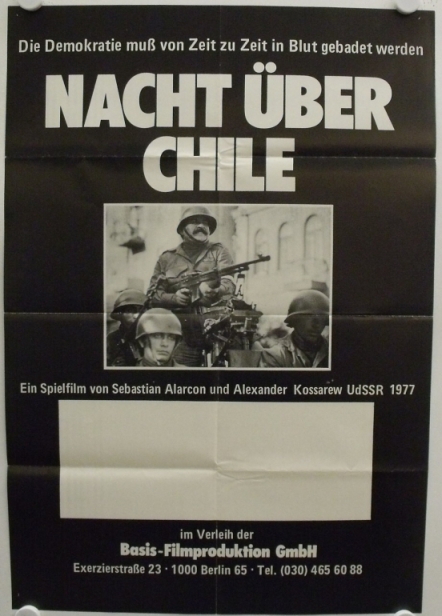 Die Demokratie muß von Zeit zu Zeit in Blut gebadet werden
NACHT ÜBER
CHILE
Ein Spielfilm von Sebastian Alarcon und Alexander Kossarew UdSSR 1977
im Verleih der
Basis-Filmproduktion GmbH
Exerzierstraße 23 · 1000 Berlin 65 · Tel. (030) 465 60 88